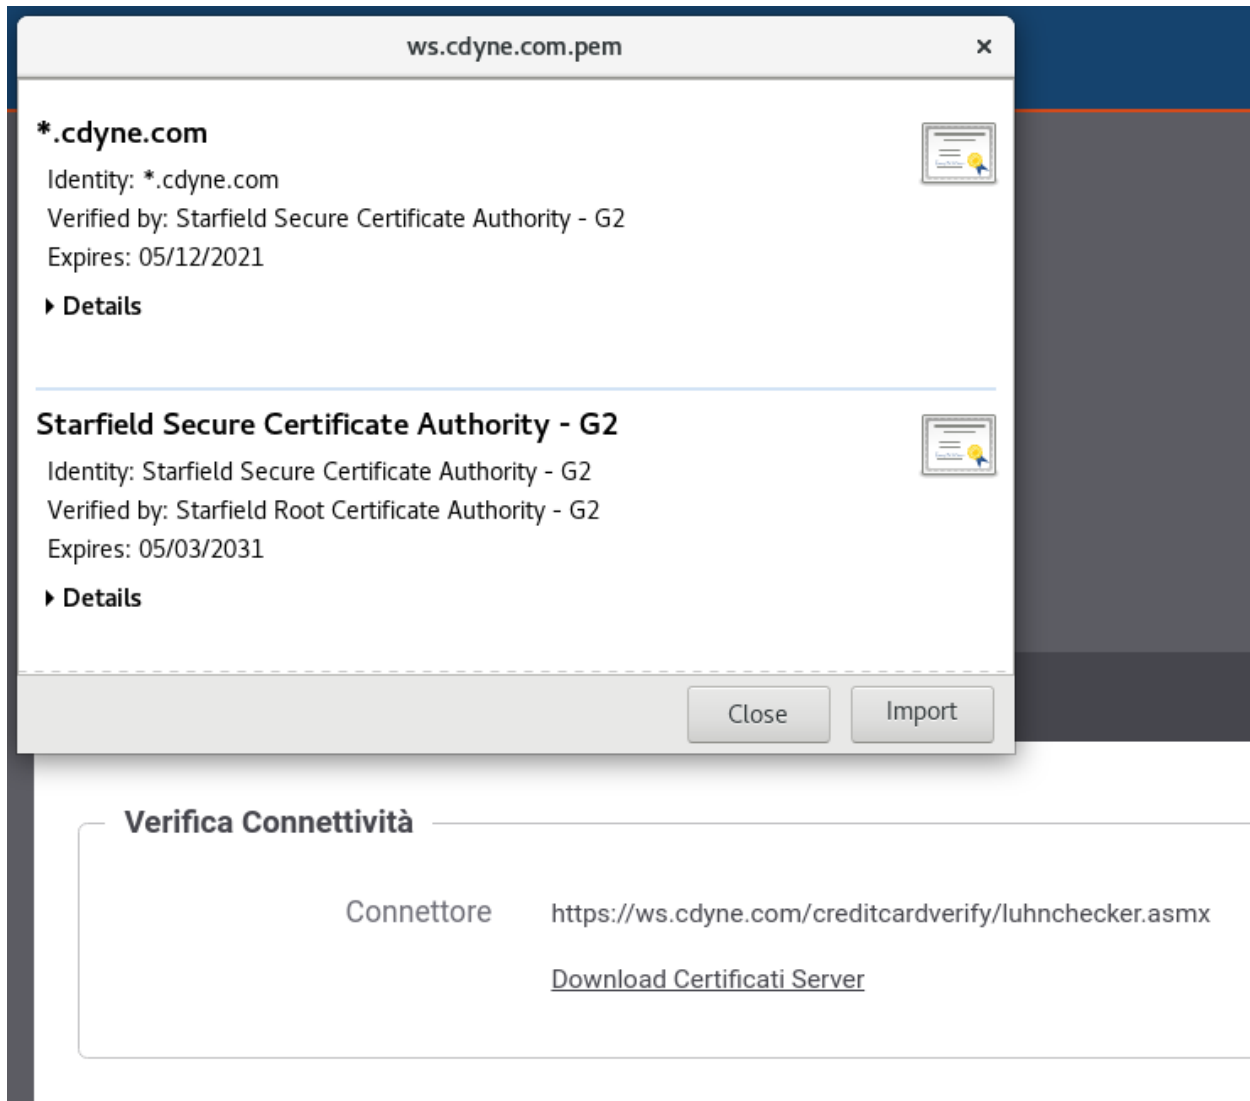 ws.cdyne.com.pem
*.cdyne.com
Identity: *.cdyne.com
Verified by: Starfield Secure Certificate Authority - G2
Expires: 05/12/2021
Details
Starfield Secure Certificate Authority - G2
Identity: Starfield Secure Certificate Authority - G2
Verified by: Starfield Root Certificate Authority - G2
Expires: 05/03/2031
Details
Close Import
Verifica Connettività
Connettore https://ws.cdyne.com/creditcardverify/luhnchecker.asmx
Download Certificati Server